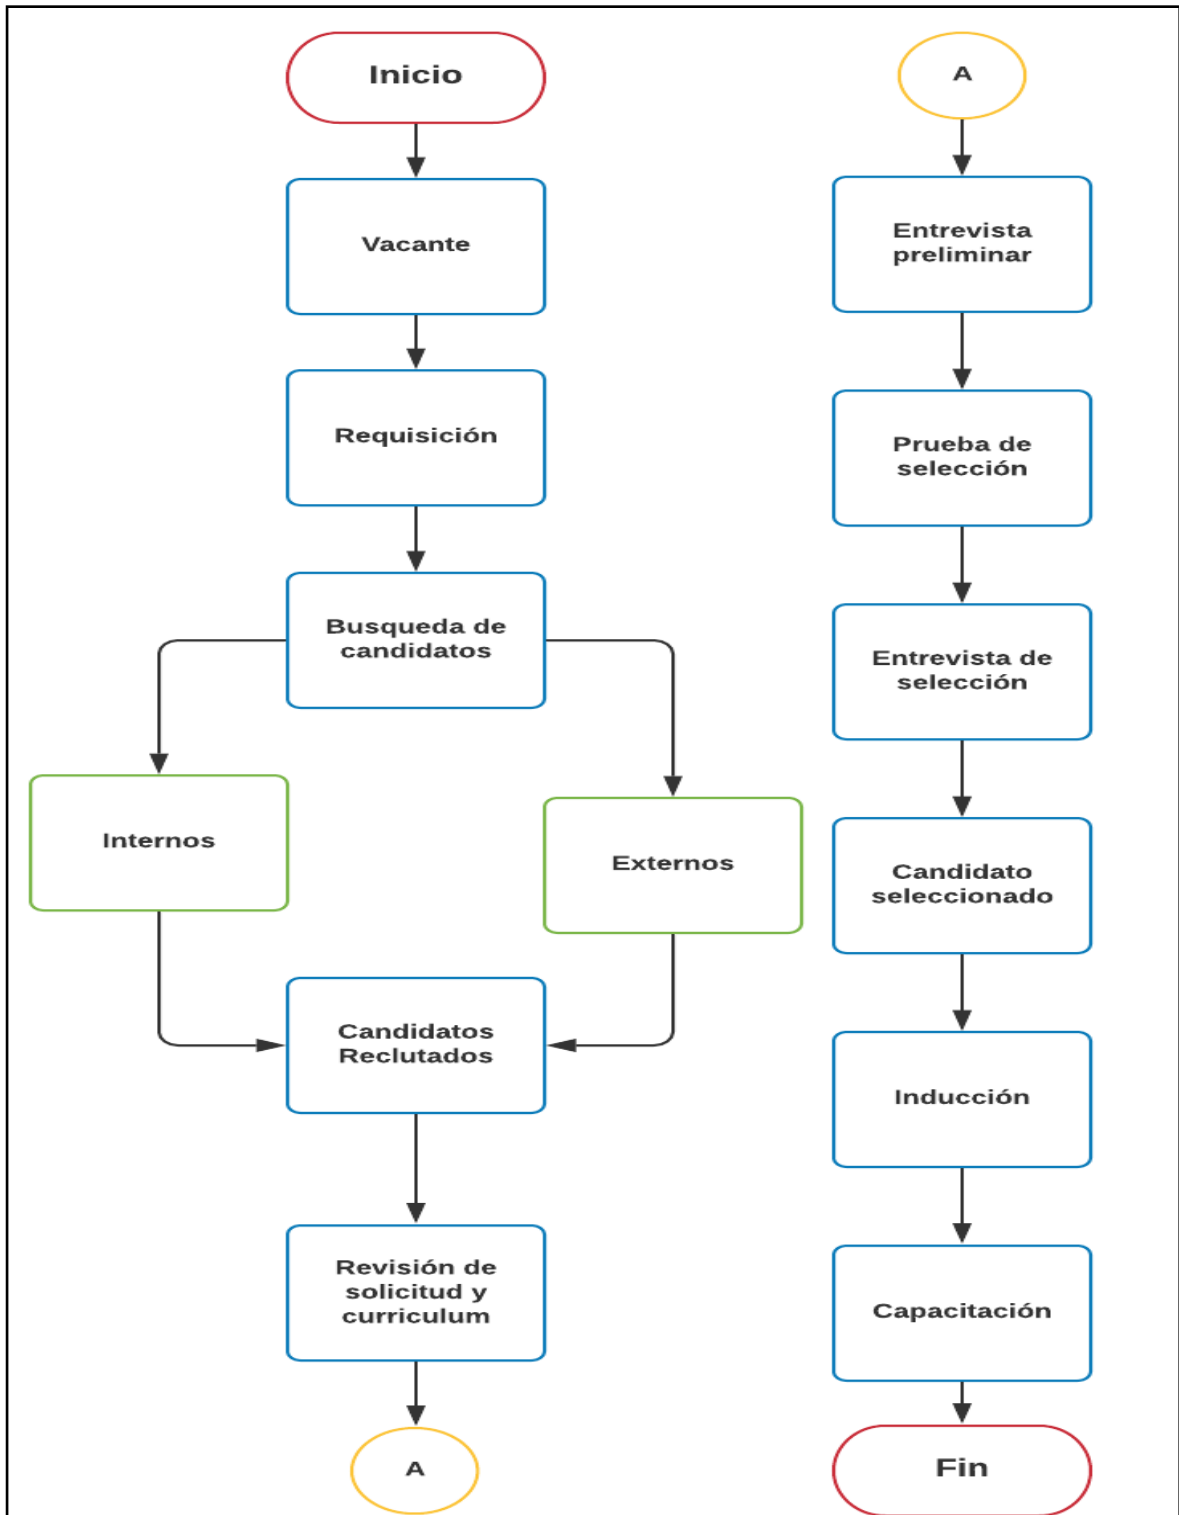 Inicio
Vacante
Requisición
Busqueda de
candidatos
Internos
Externos
Candidatos
Reclutados
Revisión de
solicitud y
curriculum
A
A
Entrevista
preliminar
Prueba de
selección
Entrevista de
selección
Candidato
seleccionado
Inducción
Capacitación
Fin